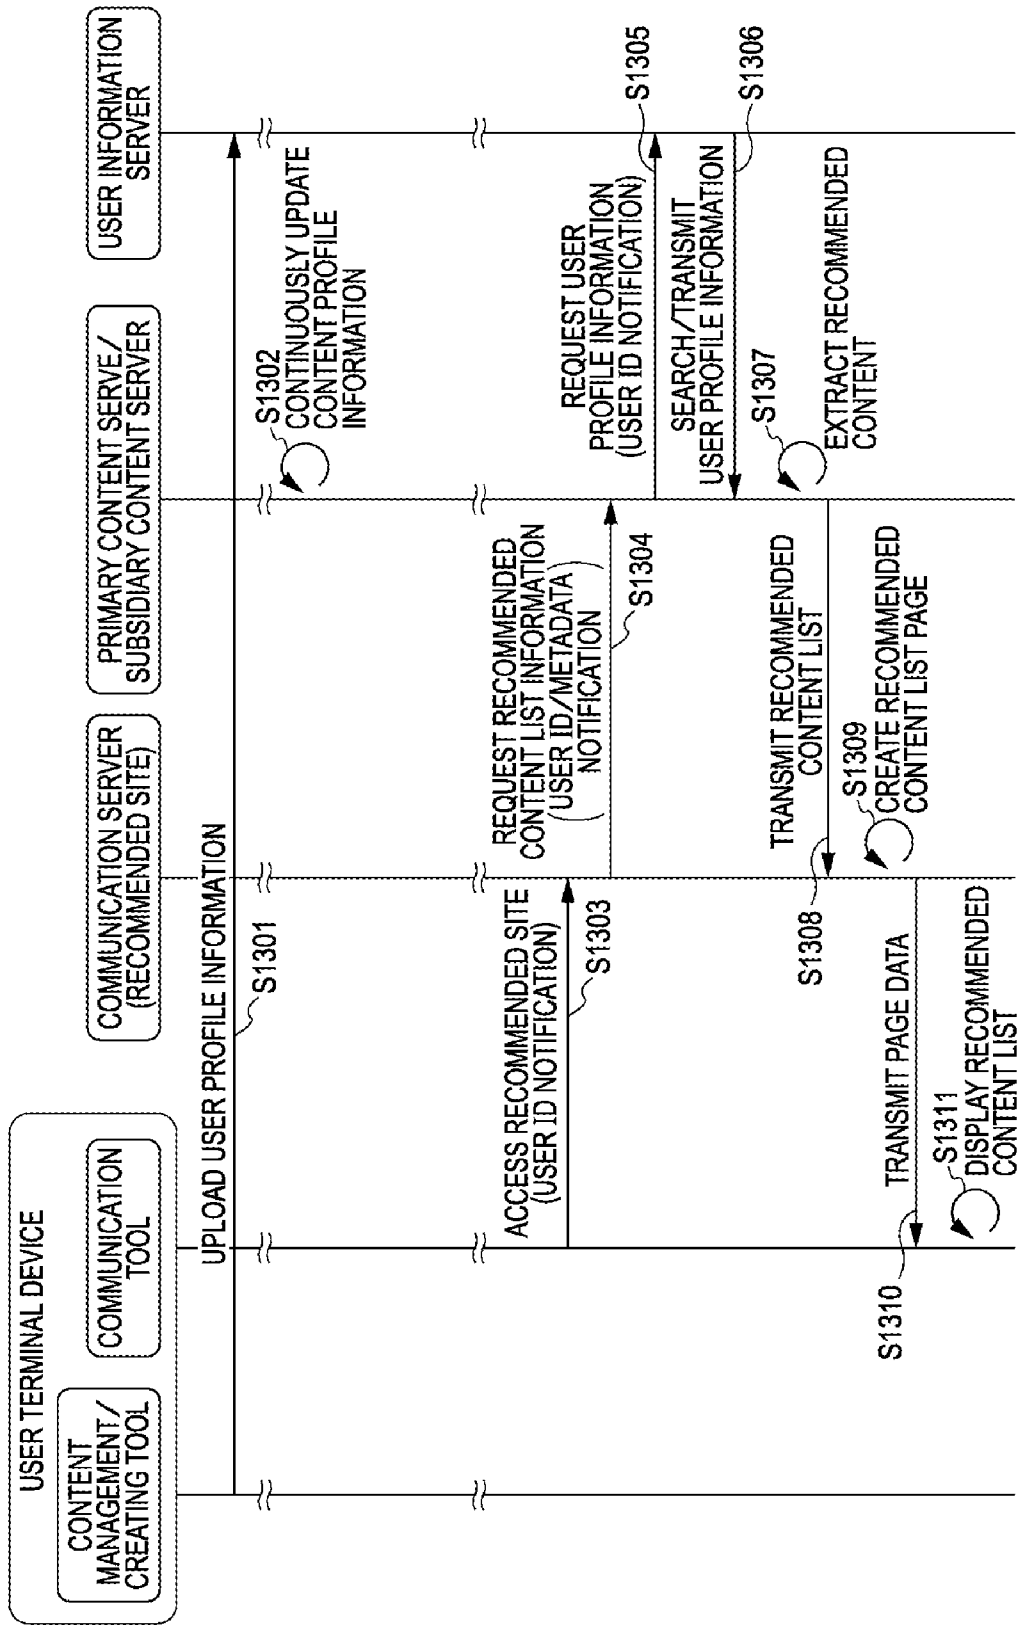 USER TERMINAL DEVICE
CONTENT
MANAGEMENT/
CREATING TOOL
COMMUNICATION
TOOL
COMMUNICATION SERVER
(RECOMMENDED SITE)
PRIMARY CONTENT SERVE/
SUBSIDIARY CONTENT SERVER
USER INFORMATION
SERVER
UPLOAD USER PROFILE INFORMATION
S1301
S1302
CONTINUOUSLY UPDATE
CONTENT PROFILE
INFORMATION
ACCESS RECOMMENDED SITE
(USER ID NOTIFICATION)
S1303
REQUEST RECOMMENDED
CONTENT LIST INFORMATION
(USER ID/METADATA
NOTIFICATION)
S1304
REQUEST USER
PROFILE INFORMATION
(USER ID NOTIFICATION)
S1305
SEARCH/TRANSMIT
USER PROFILE INFORMATION
S1306
S1307
EXTRACT RECOMMENDED
CONTENT
TRANSMIT RECOMMENDED
CONTENT LIST
S1308
S1309
CREATE RECOMMENDED
CONTENT LIST PAGE
TRANSMIT PAGE DATA
S1310
S1311
DISPLAY RECOMMENDED
CONTENT LIST